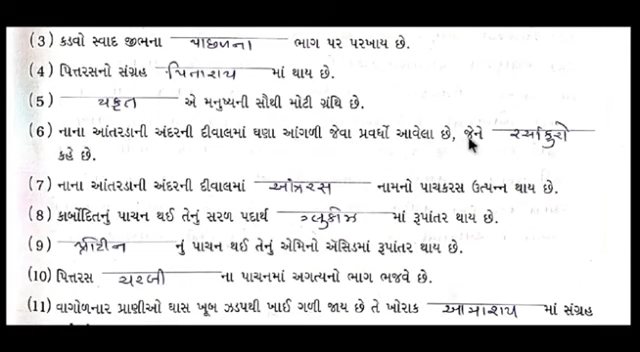 (3) કડવો સ્વાદ જીભના પાછળના ભાગ પર પરખાય છે.
(4) પિત્તરસનો સંગ્રહ પિતાશય માં થાય છે.
(5) યકૃત એ મનુષ્યની સૌથી મોટી ગ્રંથિ છે.
(6) નાના આંતરડાની અંદરની દીવાલમાં ઘણા આંગળી જેવા પ્રવર્ધો આવેલા છે, જેને રસાંકુરો
કહે છે.
(7) નાના આંતરડાની અંદરની દીવાલમાં આંત્રરસ નામનો પાચકરસ ઉત્પન્ન થાય છે.
(8) કાર્બોદિતનું પાચન થઈ તેનું સરળ પદાર્થ ગ્લુકોઝ માં રૂપાંતર થાય છે.
(9) પ્રોટીન નું પાચન થઈ તેનું એમિનો ઍસિડમાં રૂપાંતર થાય છે.
(10) પિત્તરસ ચરબી ના પાચનમાં અગત્યનો ભાગ ભજવે છે.
(11) વાગોળનાર પ્રાણીઓ ઘાસ ખૂબ ઝડપથી ખાઈ ગળી જાય છે તે ખોરાક આમાશય માં સંગ્રહ